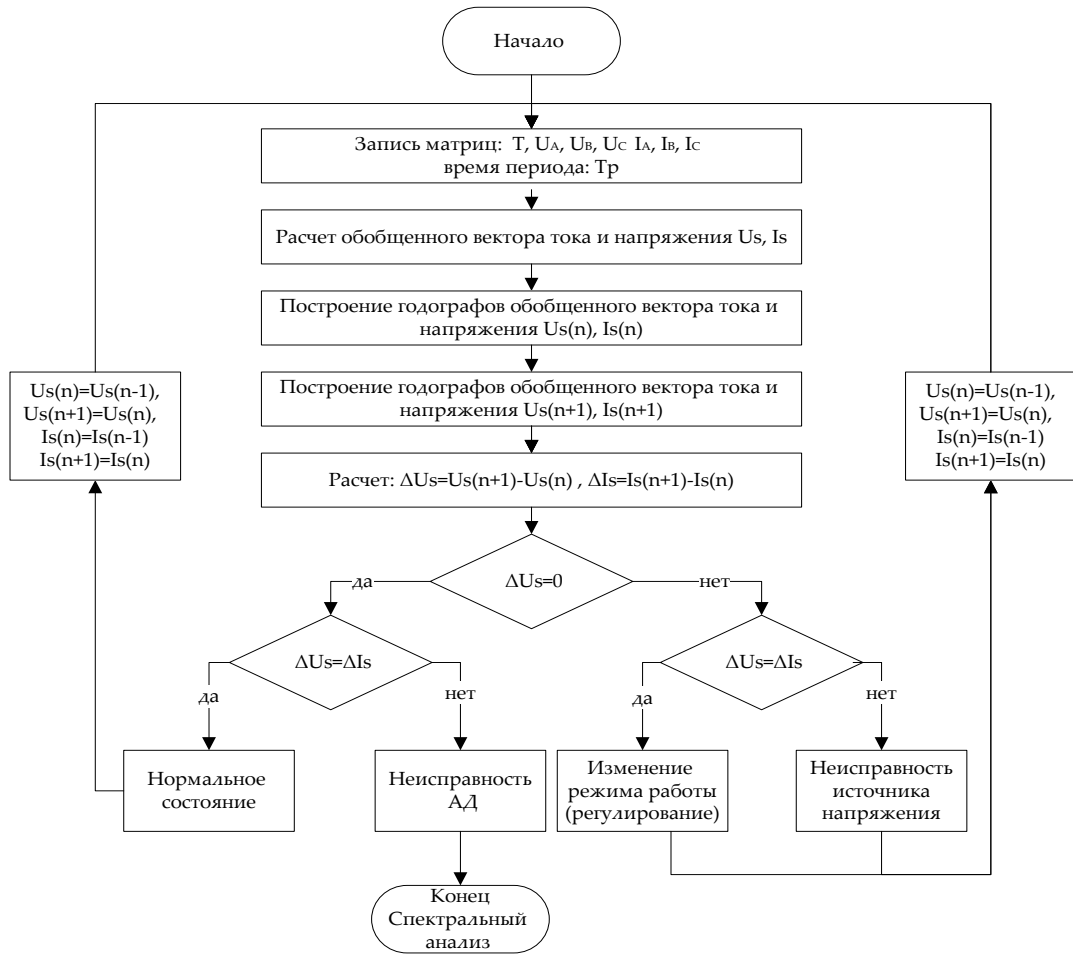 Начало
Запись матриц: T, UA, UB, UC IA, IB, IC
время периода: Tp
Расчет обобщенного вектора тока и напряжения Us, Is
Построение годографов обобщенного вектора тока и
напряжения Us(n), Is(n)
Построение годографов обобщенного вектора тока и
напряжения Us(n+1), Is(n+1)
Us(n)=Us(n-1),
Us(n+1)=Us(n),
Is(n)=Is(n-1)
Is(n+1)=Is(n)
Us(n)=Us(n-1),
Us(n+1)=Us(n),
Is(n)=Is(n-1)
Is(n+1)=Is(n)
Расчет: ΔUs=Us(n+1)-Us(n) , ΔIs=Is(n+1)-Is(n)
ΔUs=0
да
нет
ΔUs=ΔIs
да
нет
ΔUs=ΔIs
да
нет
Нормальное
состояние
Неисправность
АД
Изменение
режима работы
(регулирование)
Неисправность
источника
напряжения
Конец
Спектральный
анализ